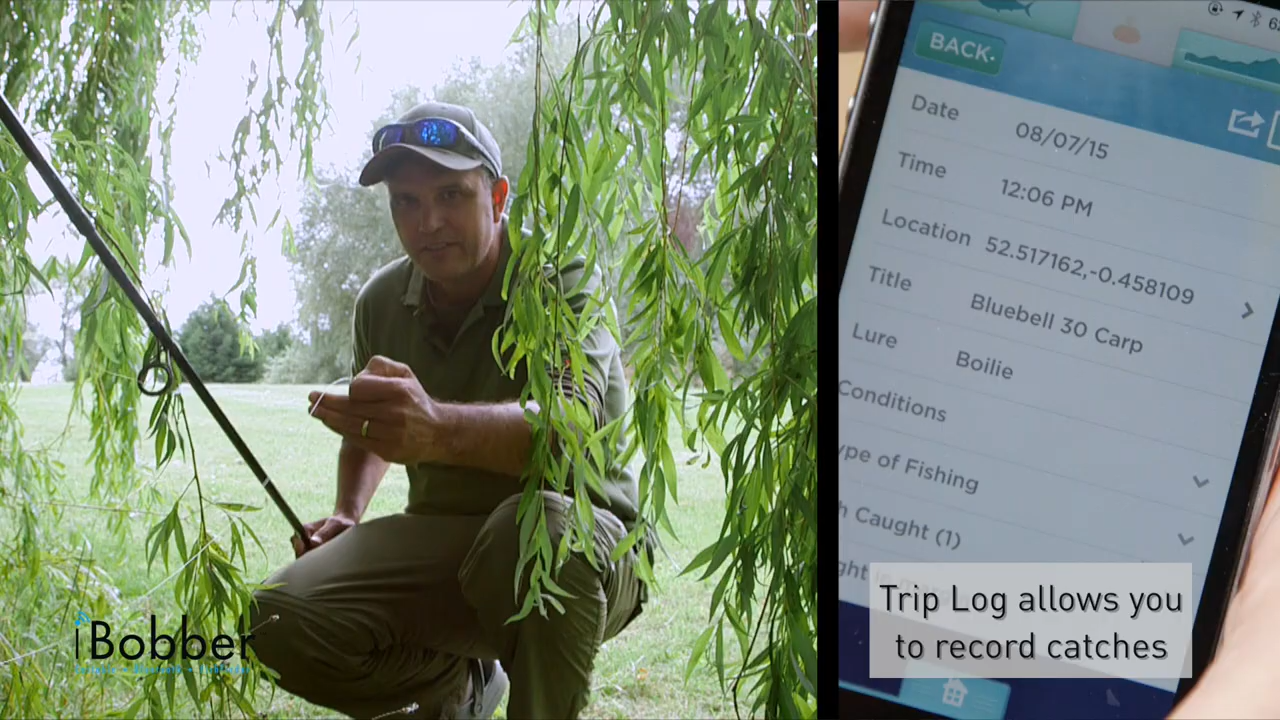 iBobber
BACK
Date 08/07/15
Time 12:06 PM
Location 52.517162,-0.458109
Title Bluebell 30 Carp
Lure Boilie
Conditions
ype of Fishing
h Caught (1)
Trip Log allows you
to record catches